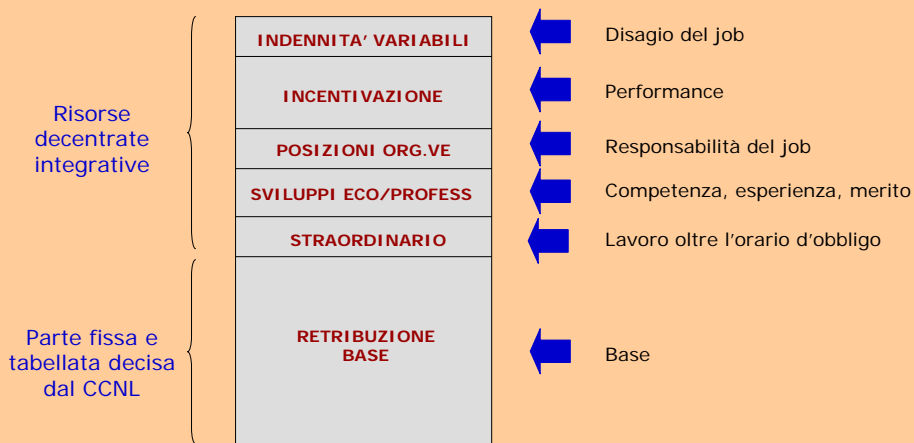 Risorse
decentrate
integrative
Parte fissa e
tabellata decisa
dal CCNL
INDENNITA’ VARIABILI
INCENTIVAZIONE
POSIZIONI ORG.VE
SVILUPPI ECO/PROFESS
STRAORDINARIO
RETRIBUZIONE
BASE
Disagio del job
Performance
Responsabilità del job
Competenza, esperienza, merito
Lavoro oltre l’orario d’obbligo
Base